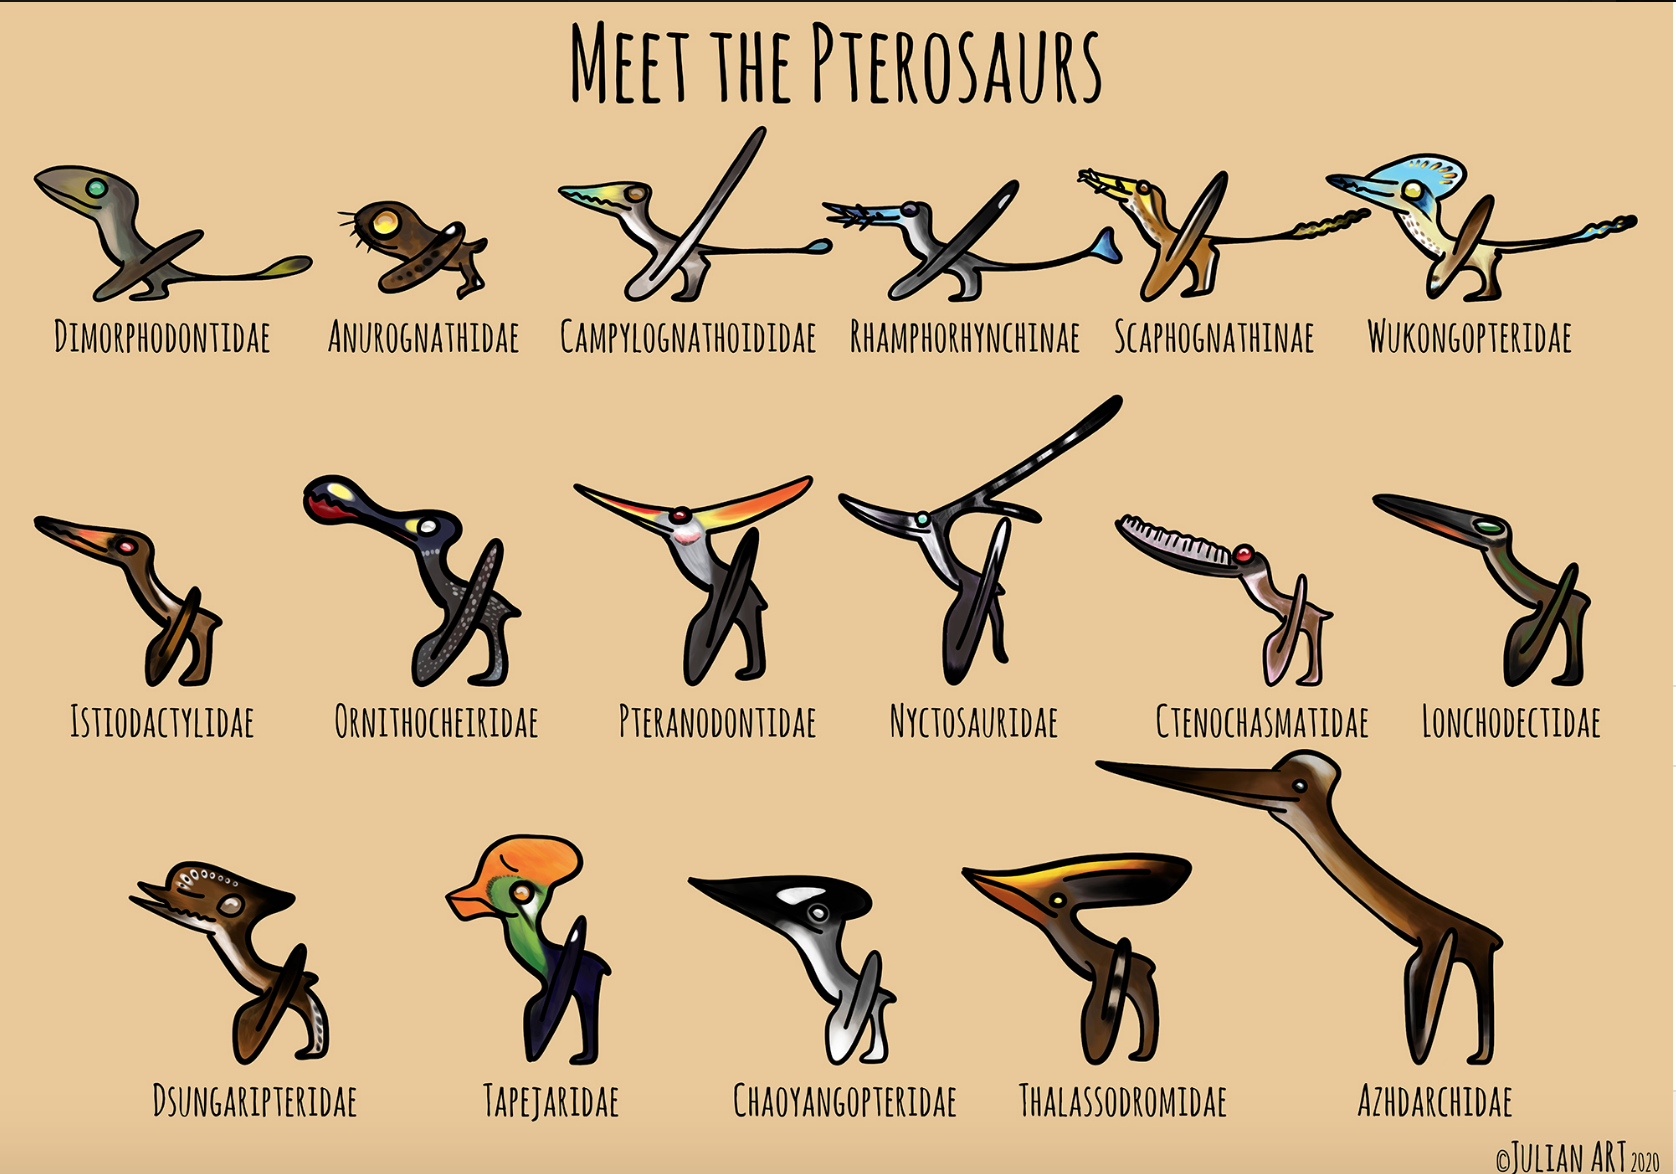 Meet the Pterosaurs
Dimorphodontidae
Anurognathidae
Campylognathoididae
Rhamphorhynchinae
Scaphognathinae
Wukongopteridae
Istiodactylidae
Ornithocheiridae
Pteranodontidae
Nyctosauridae
Ctenochasmatidae
Lonchodectidae
Dsungaripteridae
Tapejaridae
Chaoyangopteridae
Thalassodromidae
Azhdarchidae
©Julian Art 2020